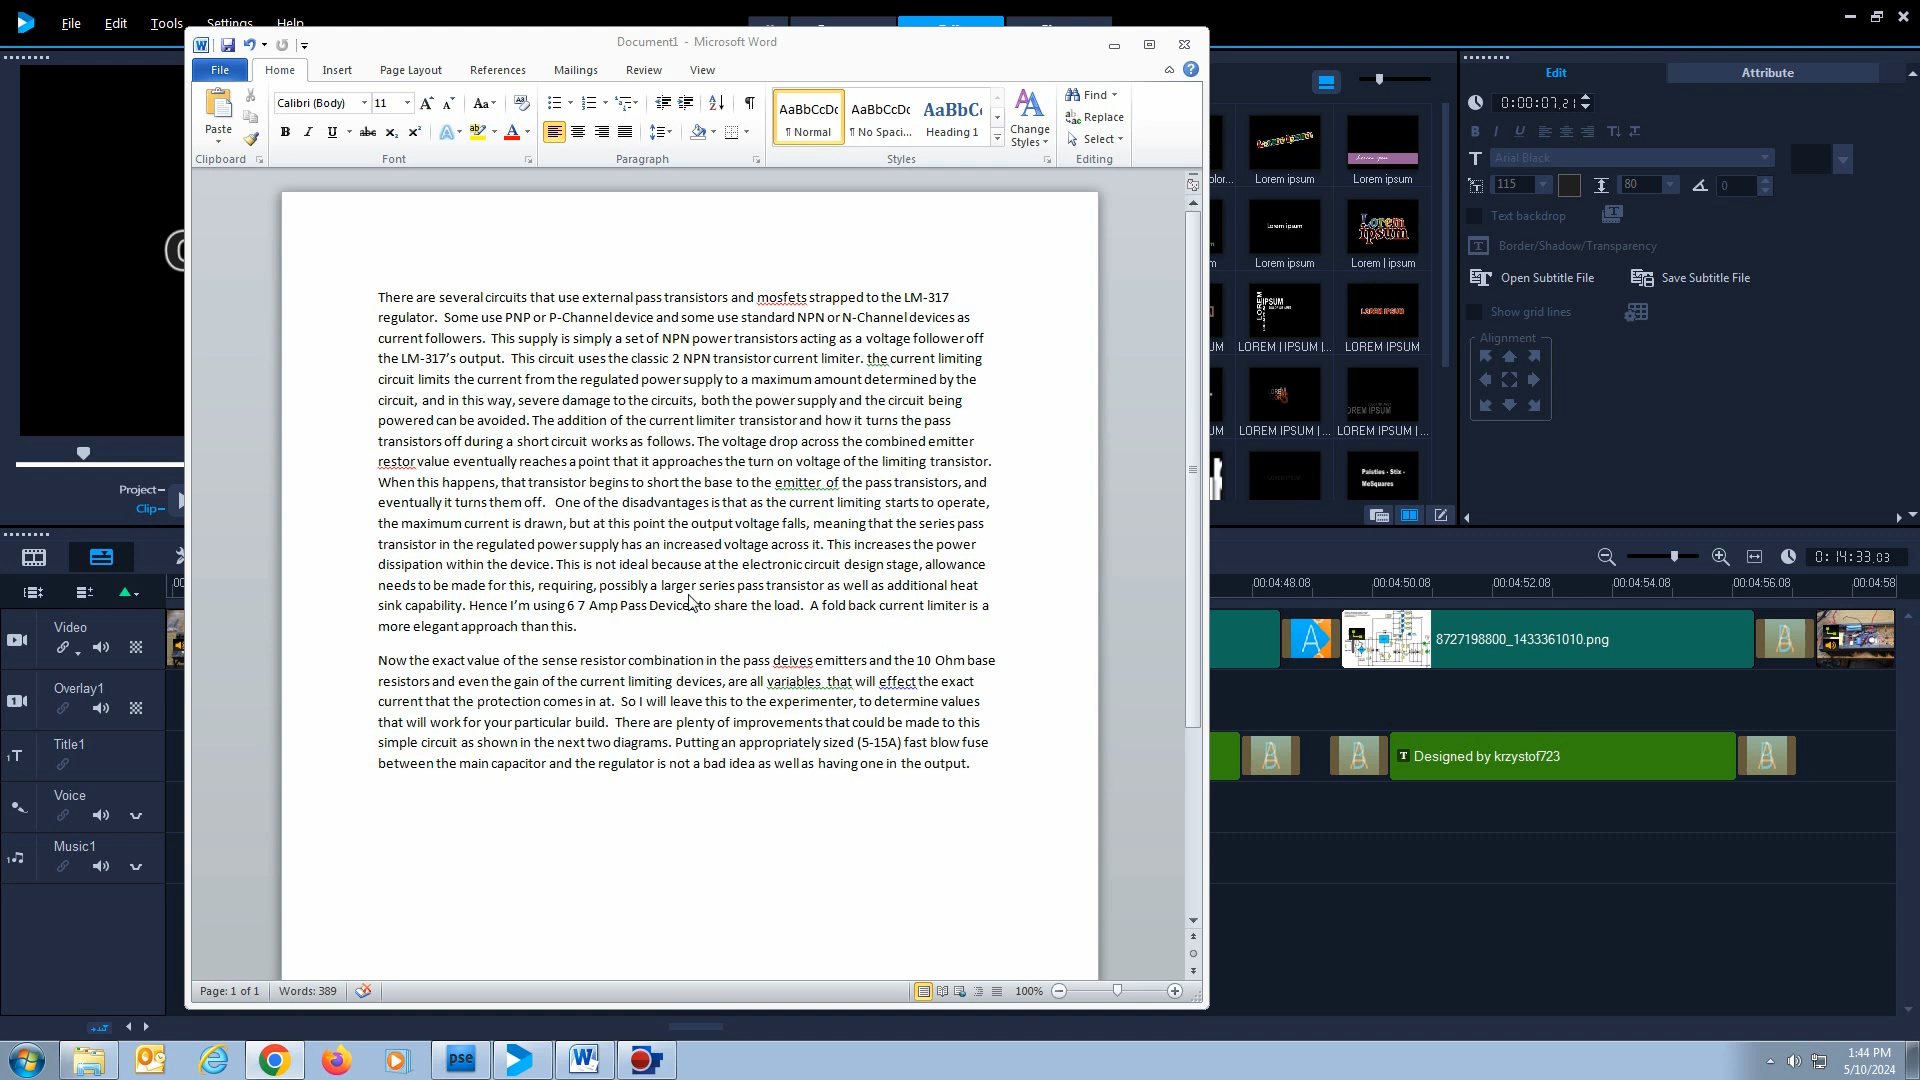 File Edit Tools Settings Help
Document1 - Microsoft Word
File Home Insert Page Layout References Mailings Review View
Calibri (Body) 11
Paste
AaBbCcDc AaBbCcDc AaBbC
¶ Normal ¶ No Spaci... Heading 1
Change Styles
Find
Replace
Select
Clipboard Font Paragraph Styles Editing
There are several circuits that use external pass transistors and mosfets strapped to the LM-317
regulator. Some use PNP or P-Channel device and some use standard NPN or N-Channel devices as
current followers. This supply is simply a set of NPN power transistors acting as a voltage follower off
the LM-317's output. This circuit uses the classic 2 NPN transistor current limiter. the current limiting
circuit limits the current from the regulated power supply to a maximum amount determined by the
circuit, and in this way, severe damage to the circuits, both the power supply and the circuit being
powered can be avoided. The addition of the current limiter transistor and how it turns the pass
transistors off during a short circuit works as follows. The voltage drop across the combined emitter
restor value eventually reaches a point that it approaches the turn on voltage of the limiting transistor.
When this happens, that transistor begins to short the base to the emitter of the pass transistors, and
eventually it turns them off. One of the disadvantages is that as the current limiting starts to operate,
the maximum current is drawn, but at this point the output voltage falls, meaning that the series pass
transistor in the regulated power supply has an increased voltage across it. This increases the power
dissipation within the device. This is not ideal because at the electronic circuit design stage, allowance
needs to be made for this, requiring, possibly a larger series pass transistor as well as additional heat
sink capability. Hence I'm using 6 7 Amp Pass Devices to share the load. A fold back current limiter is a
more elegant approach than this.
Now the exact value of the sense resistor combination in the pass deives emitters and the 10 Ohm base
resistors and even the gain of the current limiting devices, are all variables that will effect the exact
current that the protection comes in at. So I will leave this to the experimenter, to determine values
that will work for your particular build. There are plenty of improvements that could be made to this
simple circuit as shown in the next two diagrams. Putting an appropriately sized (5-15A) fast blow fuse
between the main capacitor and the regulator is not a bad idea as well as having one in the output.
Page: 1 of 1 Words: 389 100%
Project
Clip
Video
Overlay1
Title1
Voice
Music1
Lorem ipsum Lorem ipsum
Lorem ipsum Lorem | ipsum
LOREM | IPSUM |... LOREM IPSUM
LOREM IPSUM |... LOREM IPSUM |...
Palsties - Stix -
MeSquares
Edit Attribute
0:00:07.21
Arial Black
115 80 0
Text backdrop
Border/Shadow/Transparency
Open Subtitle File Save Subtitle File
Show grid lines
Alignment
0:14:33.03
00:04:48.08 00:04:50.08 00:04:52.08 00:04:54.08 00:04:56.08 00:04:58
8727198800_1433361010.png
Designed by krzystof723
pse
1:44 PM
5/10/2024